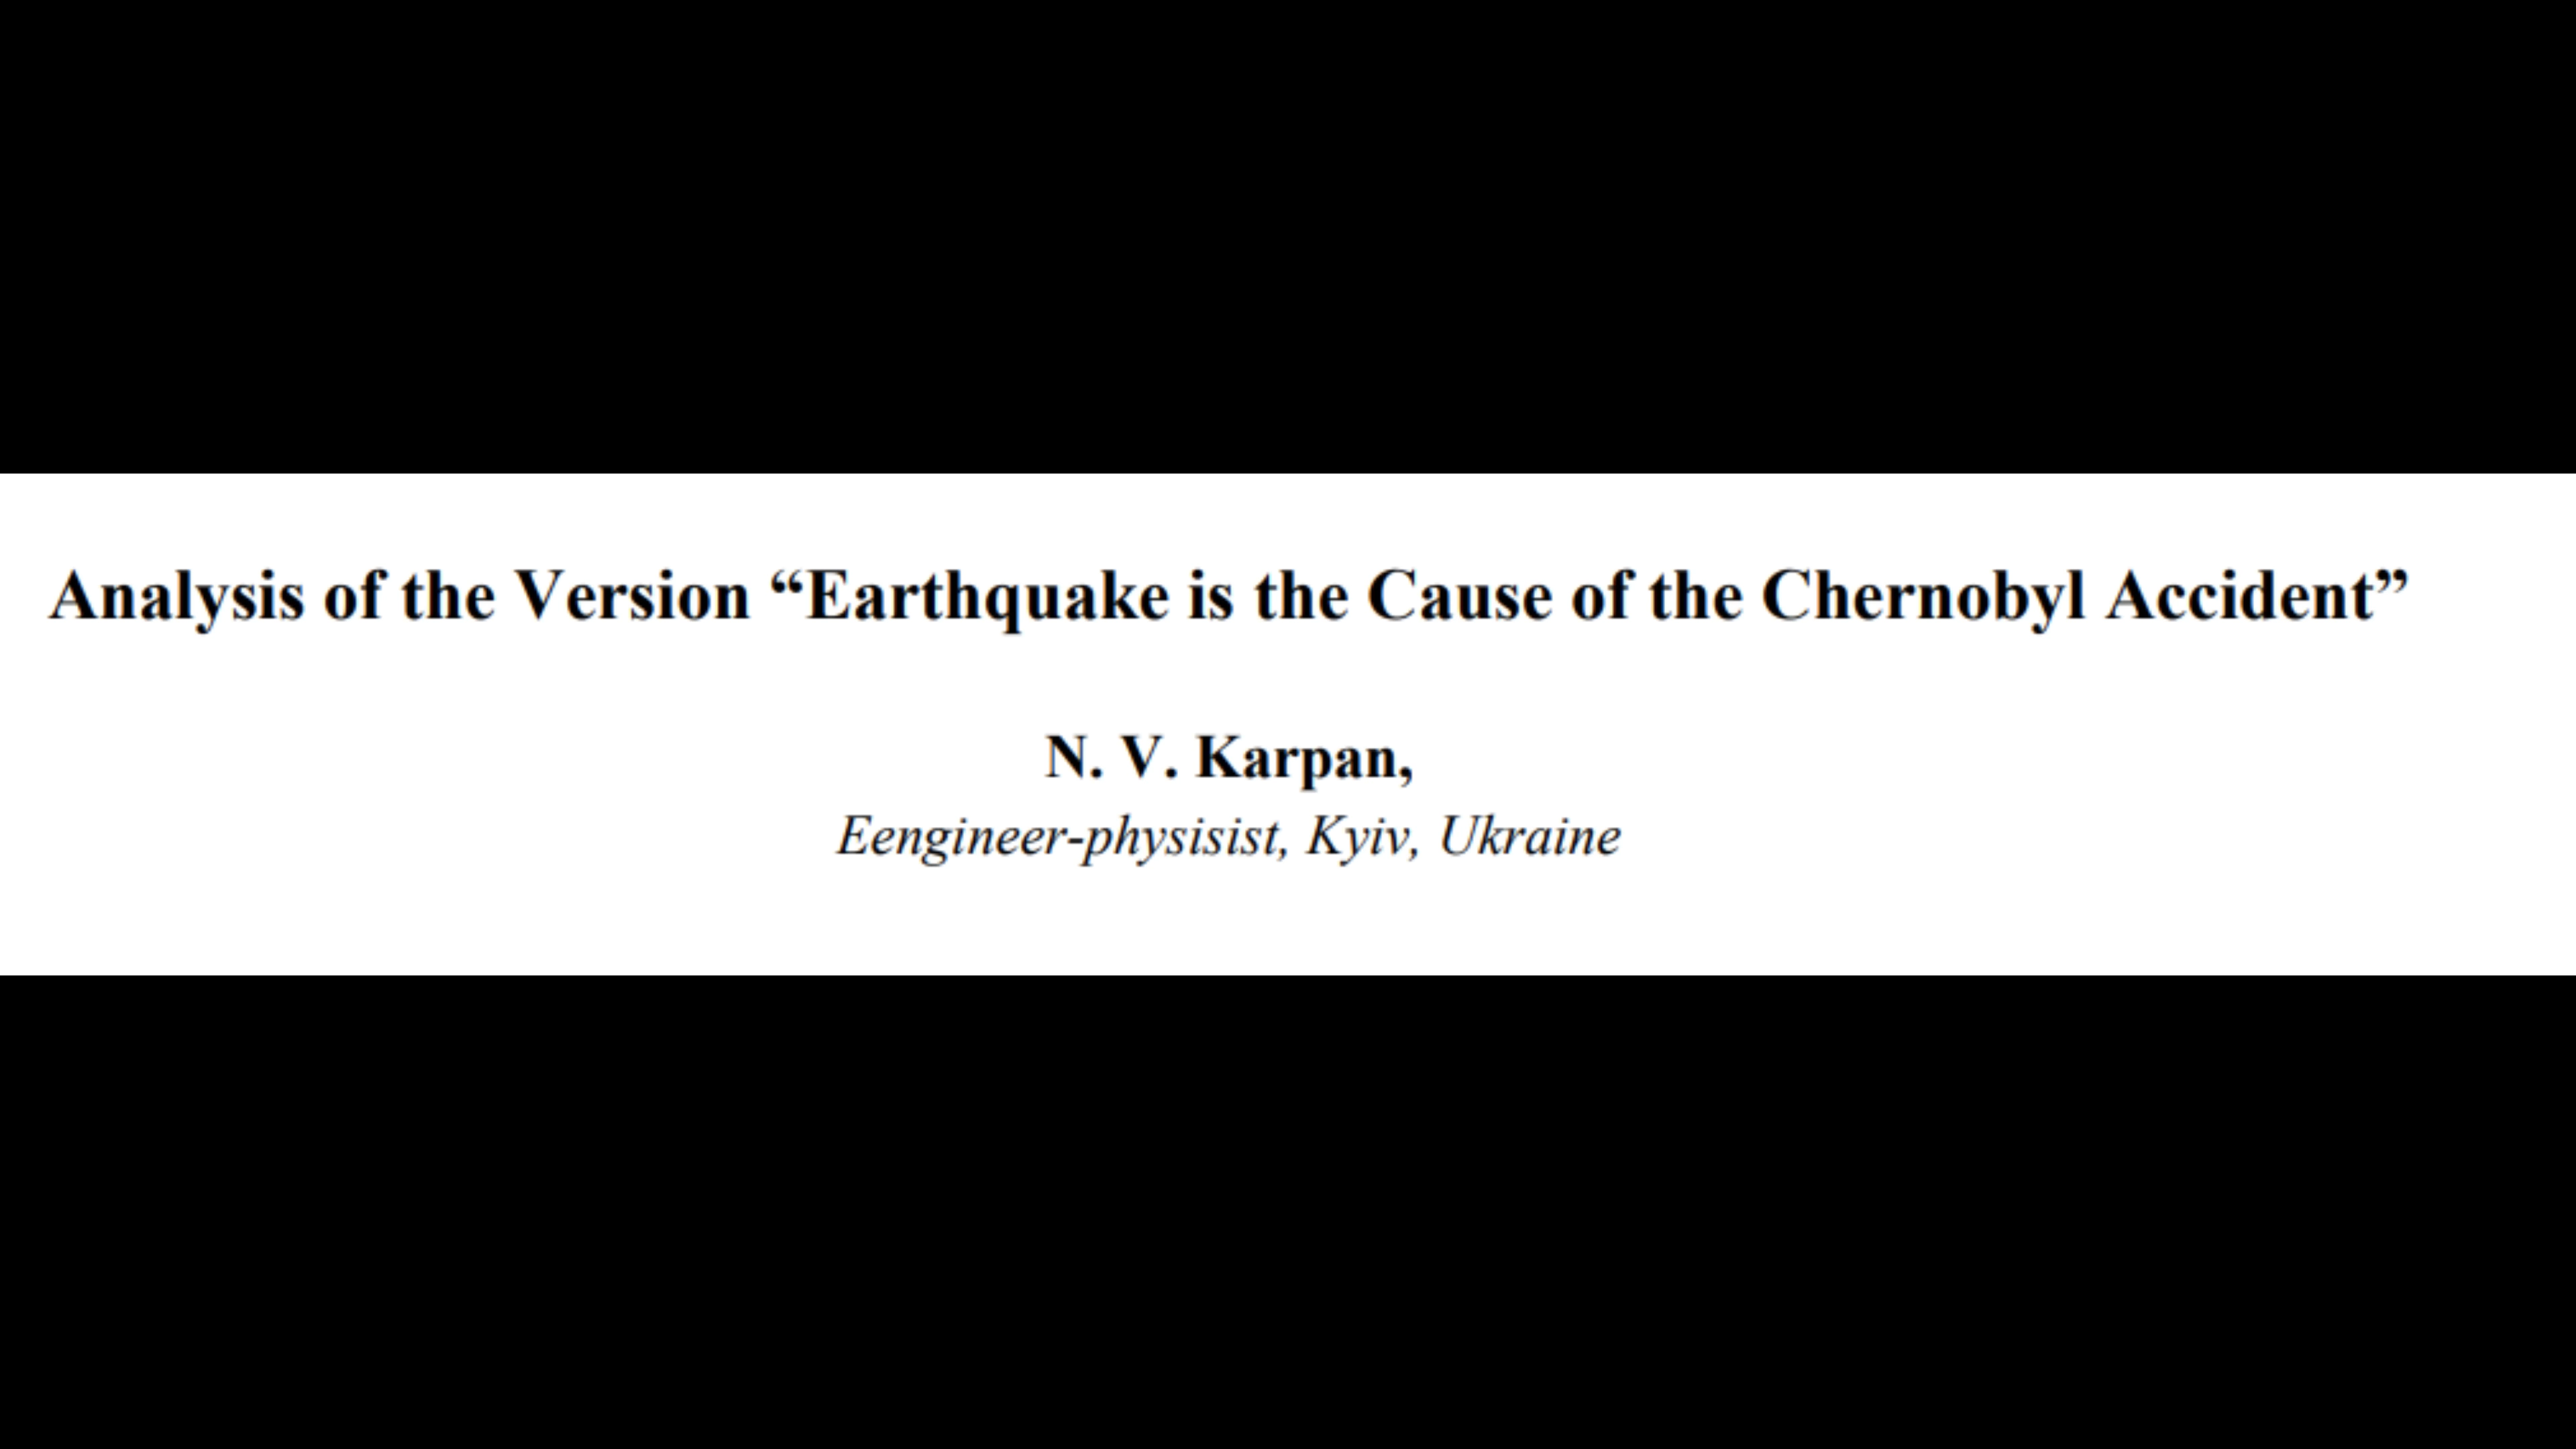 Analysis of the Version “Earthquake is the Cause of the Chernobyl Accident”
N. V. Karpan,
Eengineer-physisist, Kyiv, Ukraine